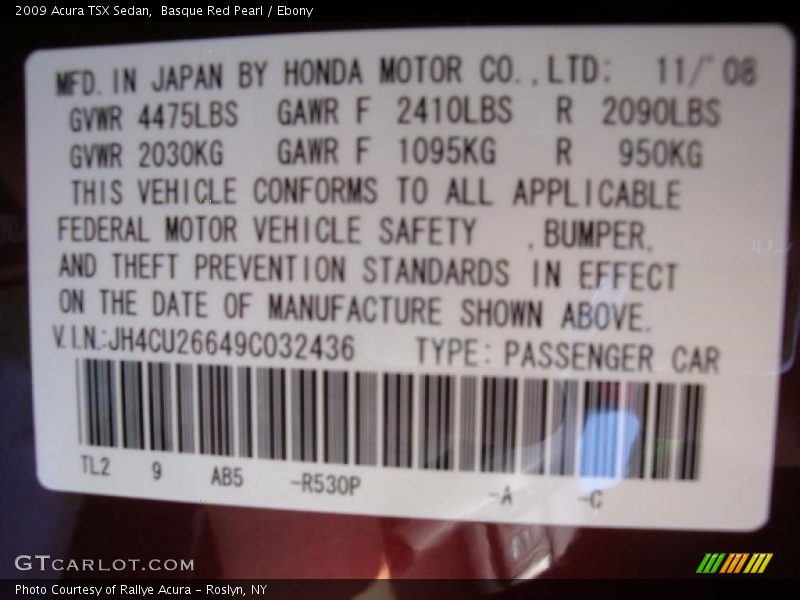 2009 Acura TSX Sedan,  Basque Red Pearl / Ebony
MFD. IN JAPAN BY HONDA MOTOR CO., LTD: 11/ 08
GVWR 4475LBS GAWR F 2410LBS R 2090LBS
GVWR 2030KG GAWR F 1095KG R 950KG
THIS VEHICLE CONFORMS TO ALL APPLICABLE
FEDERAL MOTOR VEHICLE SAFETY ,BUMPER,
AND THEFT PREVENTION STANDARDS IN EFFECT
ON THE DATE OF MANUFACTURE SHOWN ABOVE.
V.I.N.:JH4CU26649C032436 TYPE: PASSENGER CAR
TL2 9 AB5 -R530P -A -C
GTCARLOT.COM
Photo Courtesy of Rallye Acura - Roslyn, NY